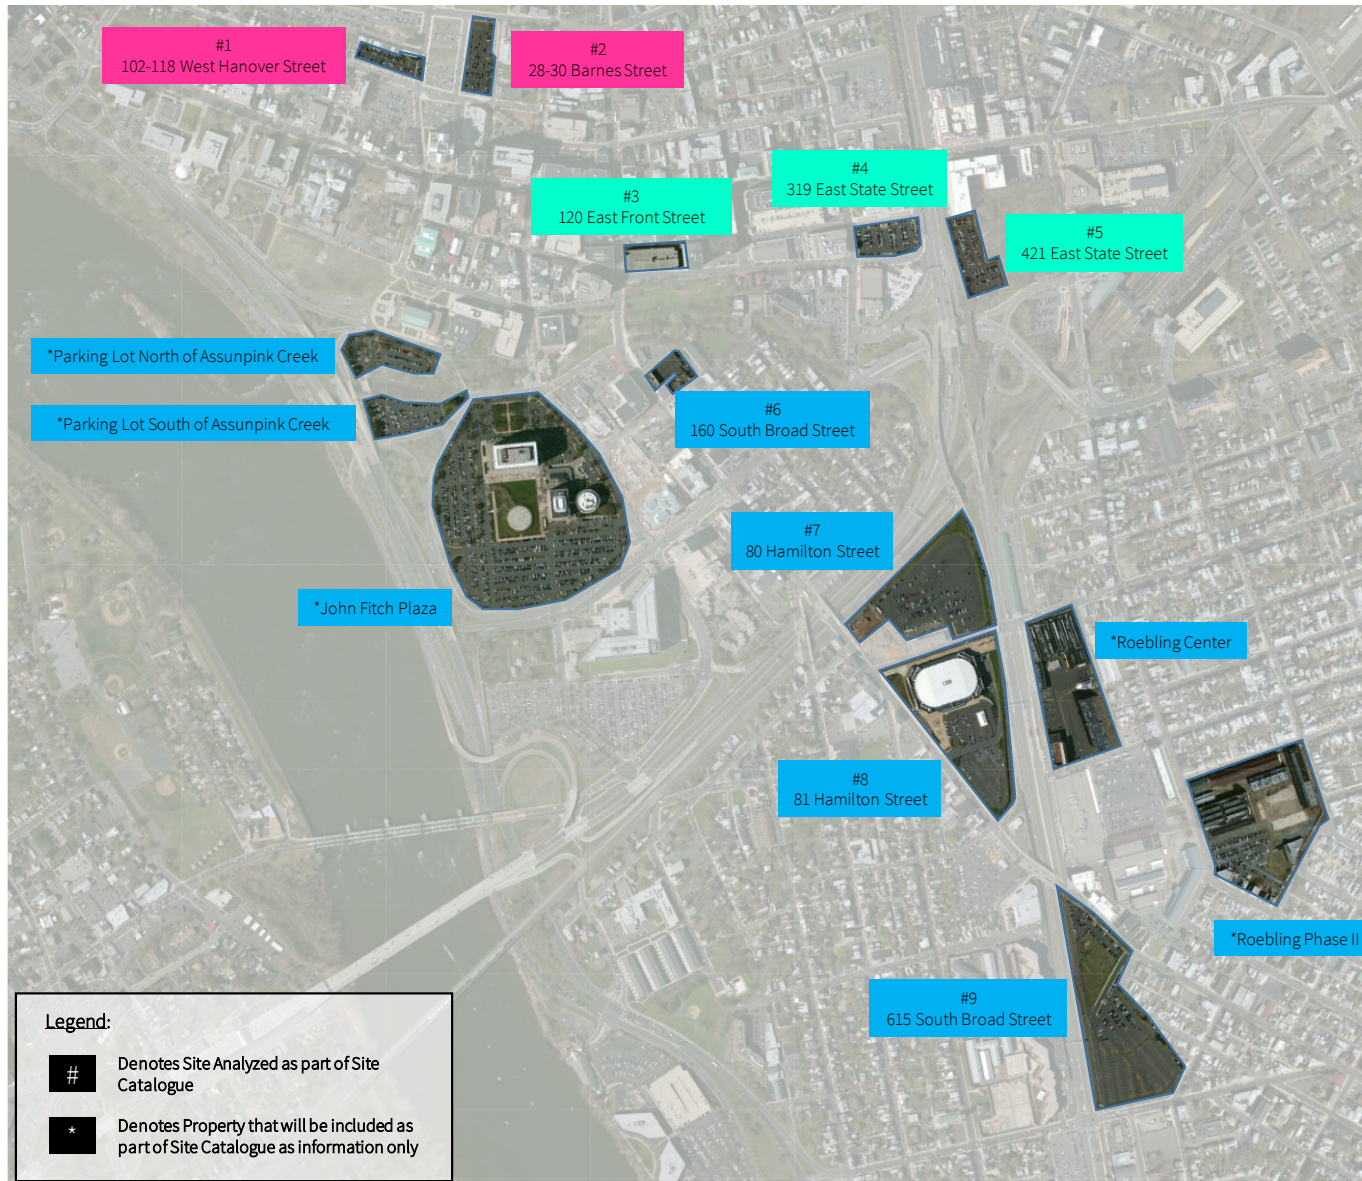 #1
102-118 West Hanover Street
#2
28-30 Barnes Street
#3
120 East Front Street
#4
319 East State Street
#5
421 East State Street
*Parking Lot North of Assunpink Creek
*Parking Lot South of Assunpink Creek
#6
160 South Broad Street
#7
80 Hamilton Street
*John Fitch Plaza
*Roebling Center
#8
81 Hamilton Street
*Roebling Phase II
#9
615 South Broad Street
Legend:
# Denotes Site Analyzed as part of Site
Catalogue
* Denotes Property that will be included as
part of Site Catalogue as information only